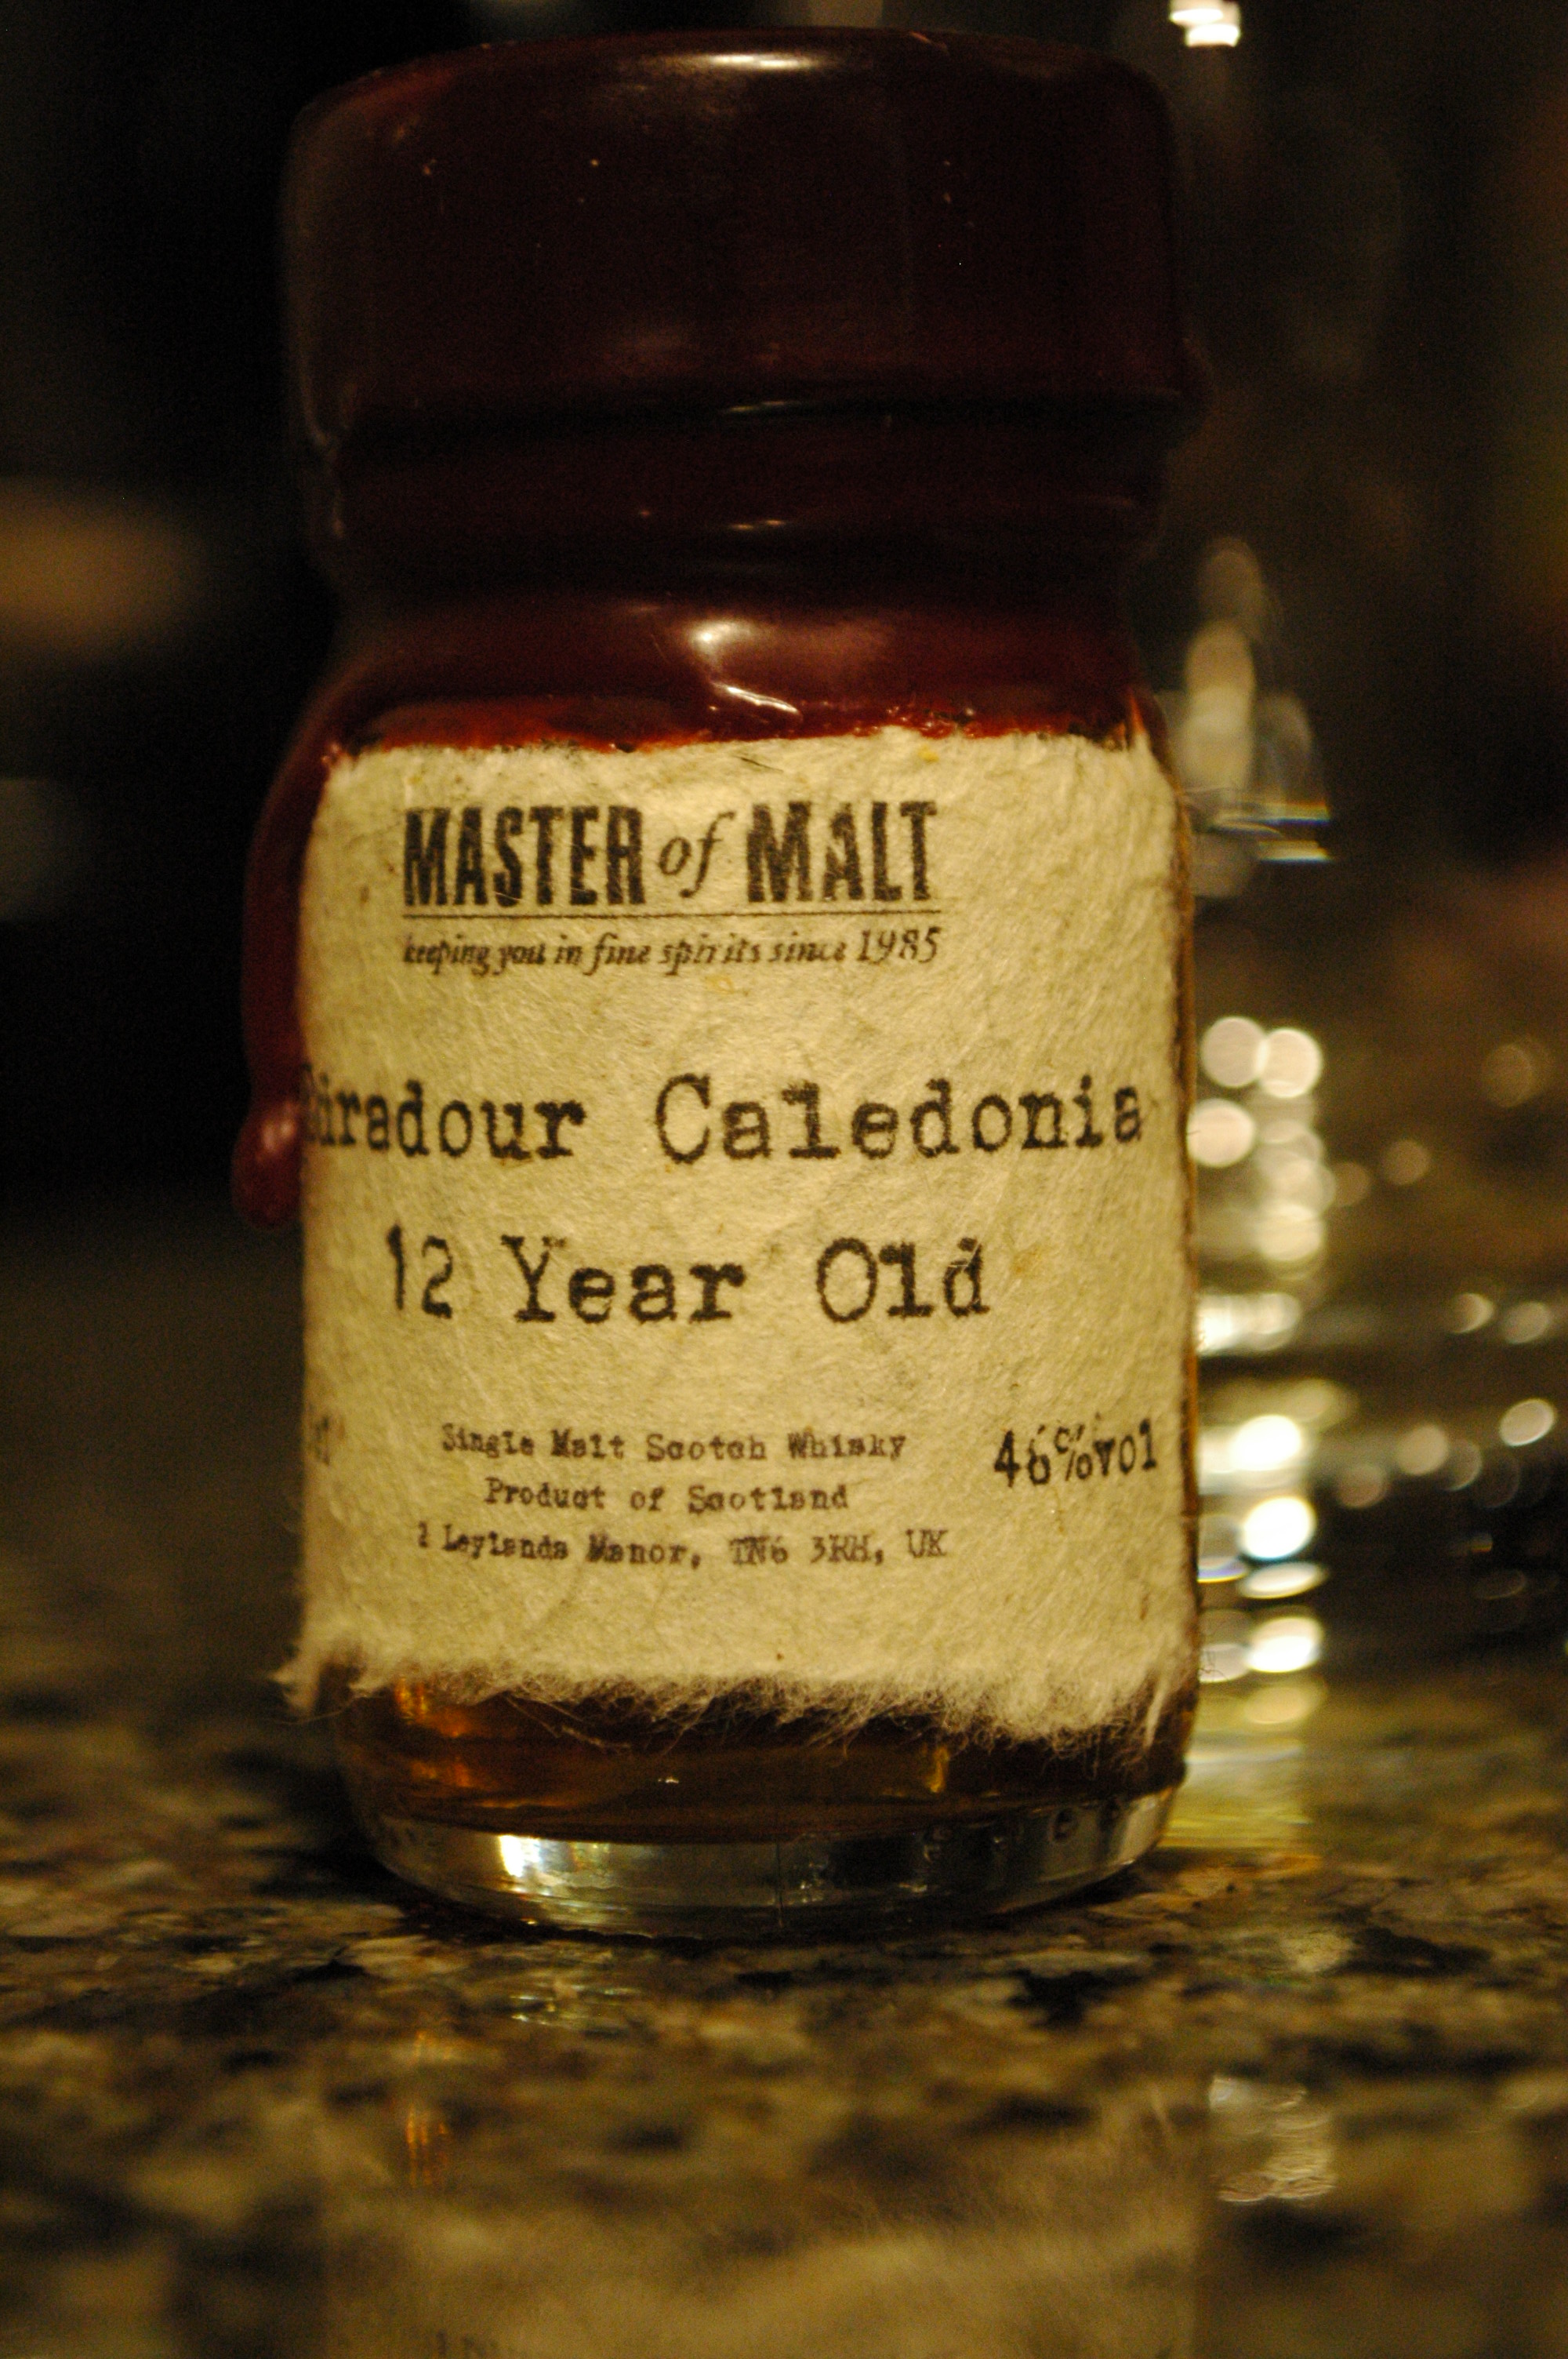 MASTER of MALT
keeping you in fine spirits since 1985
Caledonia
12 Year Old
Single Malt Scotch Whisky
46%vol
Product of Scotland
2 Leylands Manor, TN6 3RH, UK